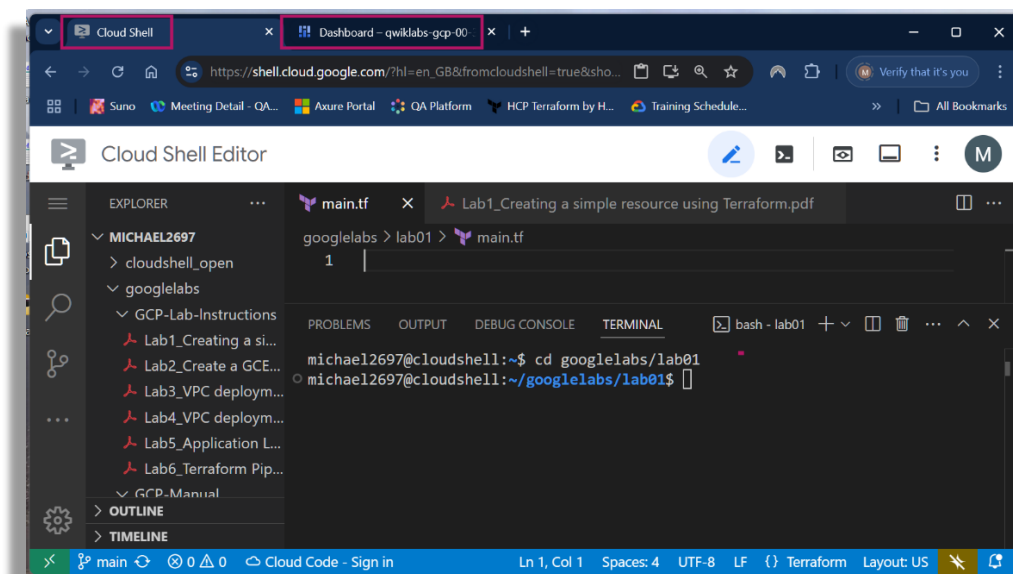 Cloud Shell
Dashboard – qwiklabs-gcp-00-
https://shell.cloud.google.com/?hl=en_GB&fromcloudshell=true&sho...
Verify that it's you
Suno
Meeting Detail - QA...
Axure Portal
QA Platform
HCP Terraform by H...
Training Schedule...
All Bookmarks
Cloud Shell Editor
M
EXPLORER
main.tf
Lab1_Creating a simple resource using Terraform.pdf
MICHAEL2697
googlelabs > lab01 > main.tf
cloudshell_open
1
googlelabs
GCP-Lab-Instructions
Lab1_Creating a si...
Lab2_Create a GCE...
Lab3_VPC deploym...
Lab4_VPC deploym...
Lab5_Application L...
Lab6_Terraform Pip...
GCP-Manual
OUTLINE
TIMELINE
PROBLEMS OUTPUT DEBUG CONSOLE TERMINAL
bash - lab01
michael2697@cloudshell:~$ cd googlelabs/lab01
michael2697@cloudshell:~/googlelabs/lab01$
main
0 0
Cloud Code - Sign in
Ln 1, Col 1 Spaces: 4 UTF-8 LF {} Terraform Layout: US